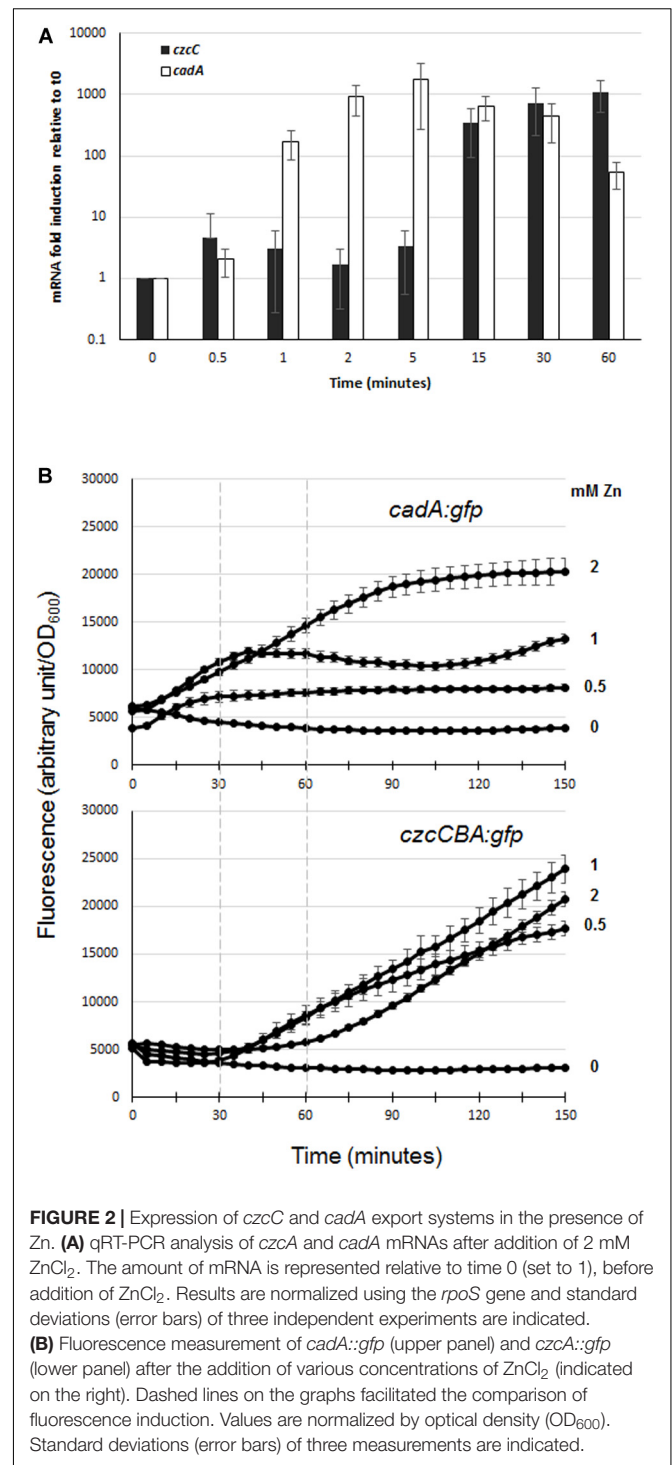 A
czcC
cadA
mRNA fold induction relative to t0
1000
100
10
1
0.1
0 0.5 1 2 5 15 30 60
Time (minutes)
B
Fluorescence (arbitrary unit/OD600)
30000
25000
20000
15000
10000
5000
0
cadA:gfp
mM Zn
2
1
0.5
0
0 30 60 90 120 150
30000
25000
20000
15000
10000
5000
0
czcCBA:gfp
1
2
0.5
0
0 30 60 90 120 150
Time (minutes)
FIGURE 2 | Expression of czcC and cadA export systems in the presence of
Zn. (A) qRT-PCR analysis of czcA and cadA mRNAs after addition of 2 mM
ZnCl2. The amount of mRNA is represented relative to time 0 (set to 1), before
addition of ZnCl2. Results are normalized using the rpoS gene and standard
deviations (error bars) of three independent experiments are indicated.
(B) Fluorescence measurement of cadA::gfp (upper panel) and czcA::gfp
(lower panel) after the addition of various concentrations of ZnCl2 (indicated
on the right). Dashed lines on the graphs facilitated the comparison of
fluorescence induction. Values are normalized by optical density (OD600).
Standard deviations (error bars) of three measurements are indicated.